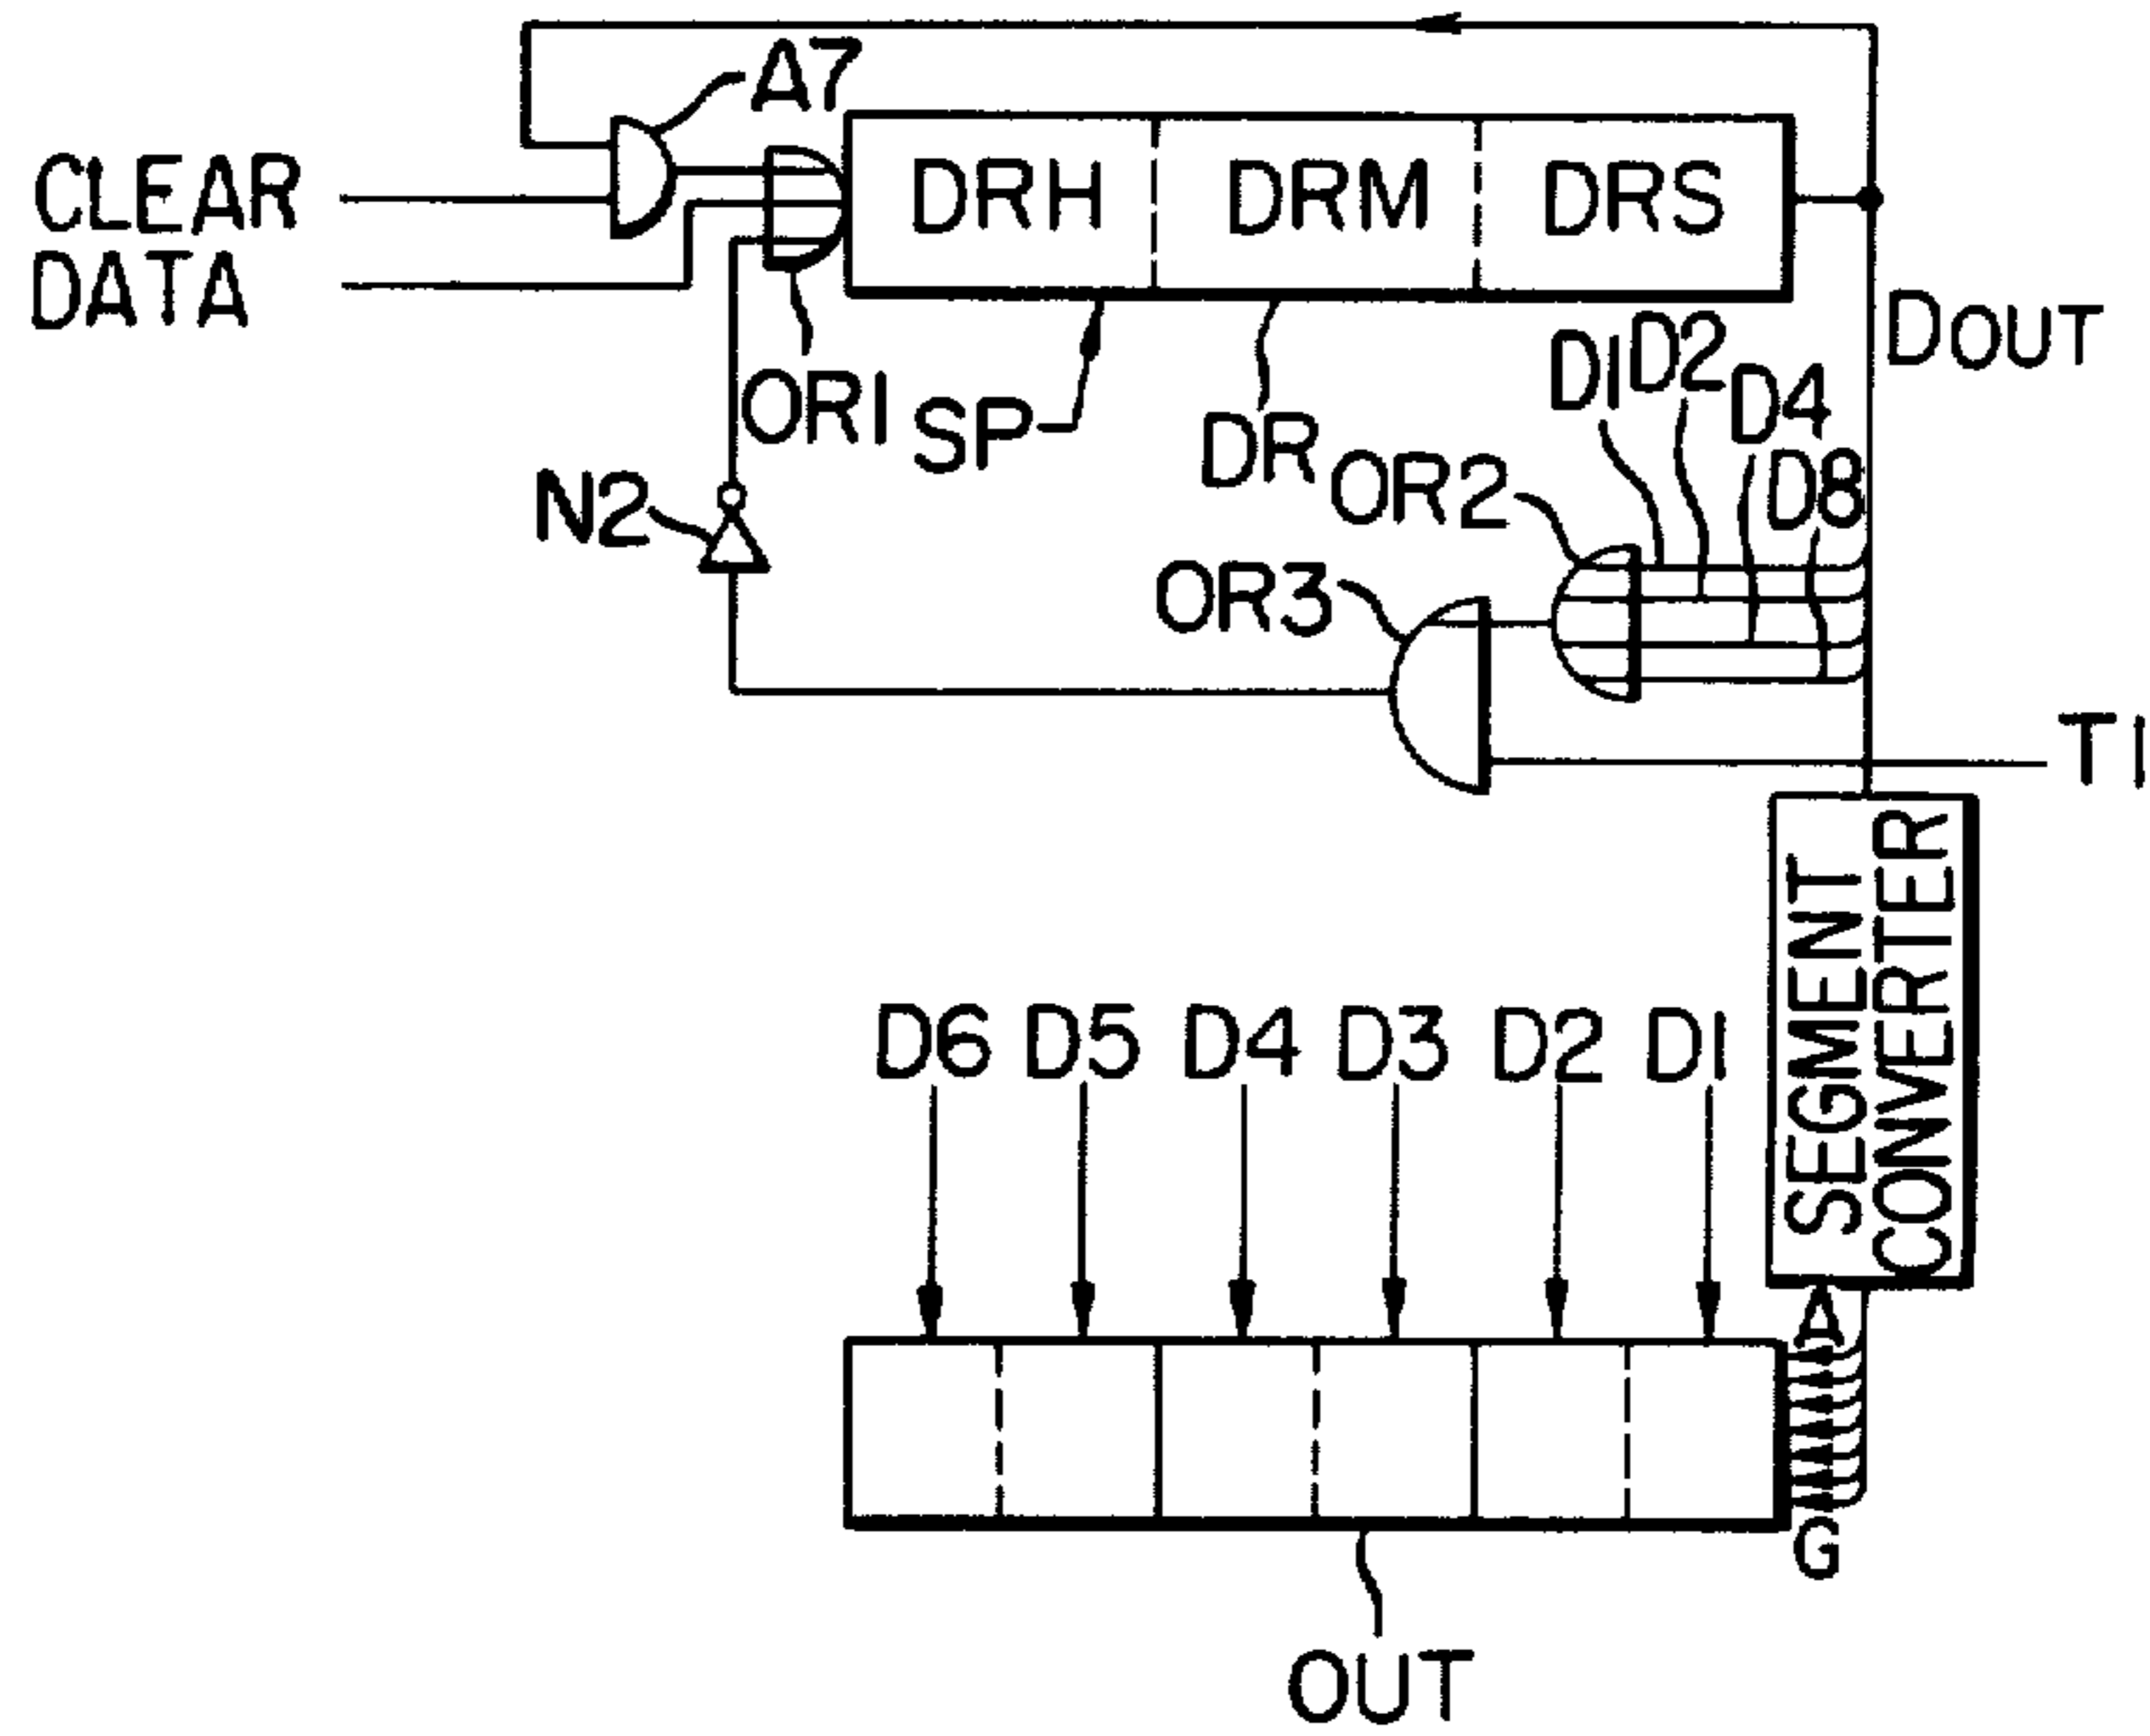 A7
CLEAR
DATA
DRH
DRM
DRS
DOUT
OR1
SP
DR
D1
D2
D4
D8
N2
OR2
OR3
T1
SEGMENT
CONVERTER
D6
D5
D4
D3
D2
D1
A
G
OUT